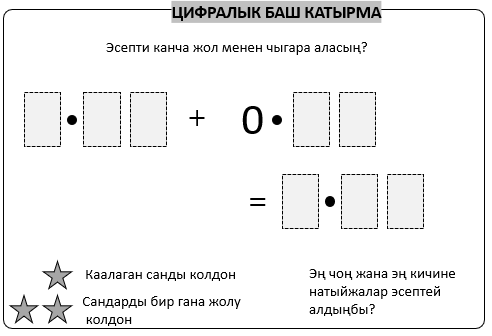 ЦИФРАЛЫК БАШ КАТЫРМА
Эсепти канча жол менен чыгара аласың?
• + 0 •
= •
Каалаган санды колдон
Сандарды бир гана жолу
колдон
Эң чоң жана эң кичине
натыйжалар эсептей
алдыңбы?